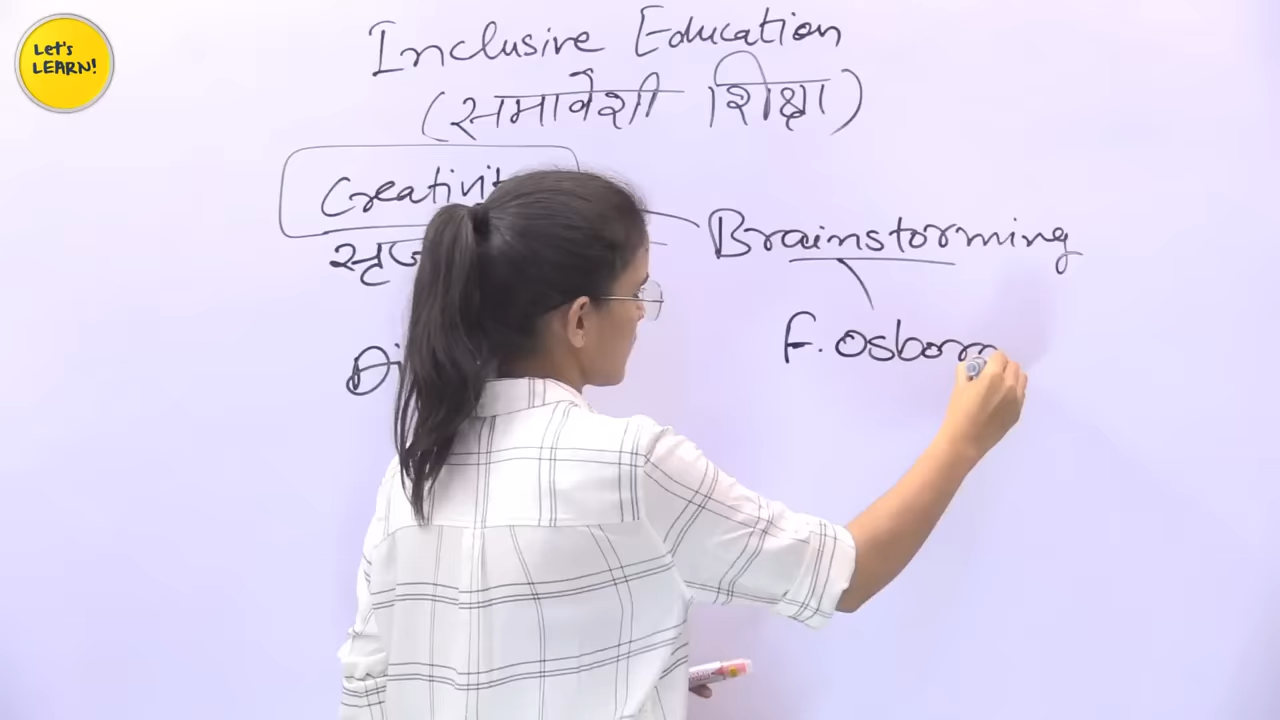 Let's
LEARN!
Inclusive Education
(समावेशी शिक्षा)
Brainstorming
F. Osborn